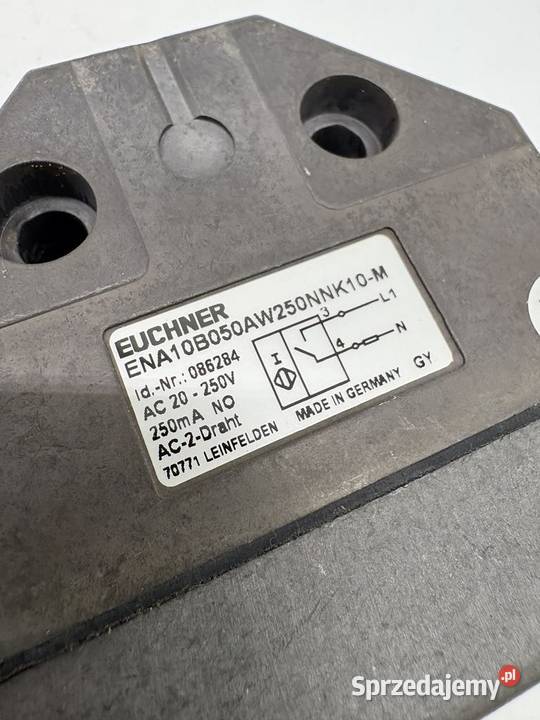 EUCHNER
ENA10B050AW250NNK10-M
Id.-Nr.: 086284
AC 20 - 250V
250mA NO
AC-2-Draht
70771 LEINFELDEN
I
3
L1
4
N
MADE IN GERMANY
GY
Sprzedajemy.pl